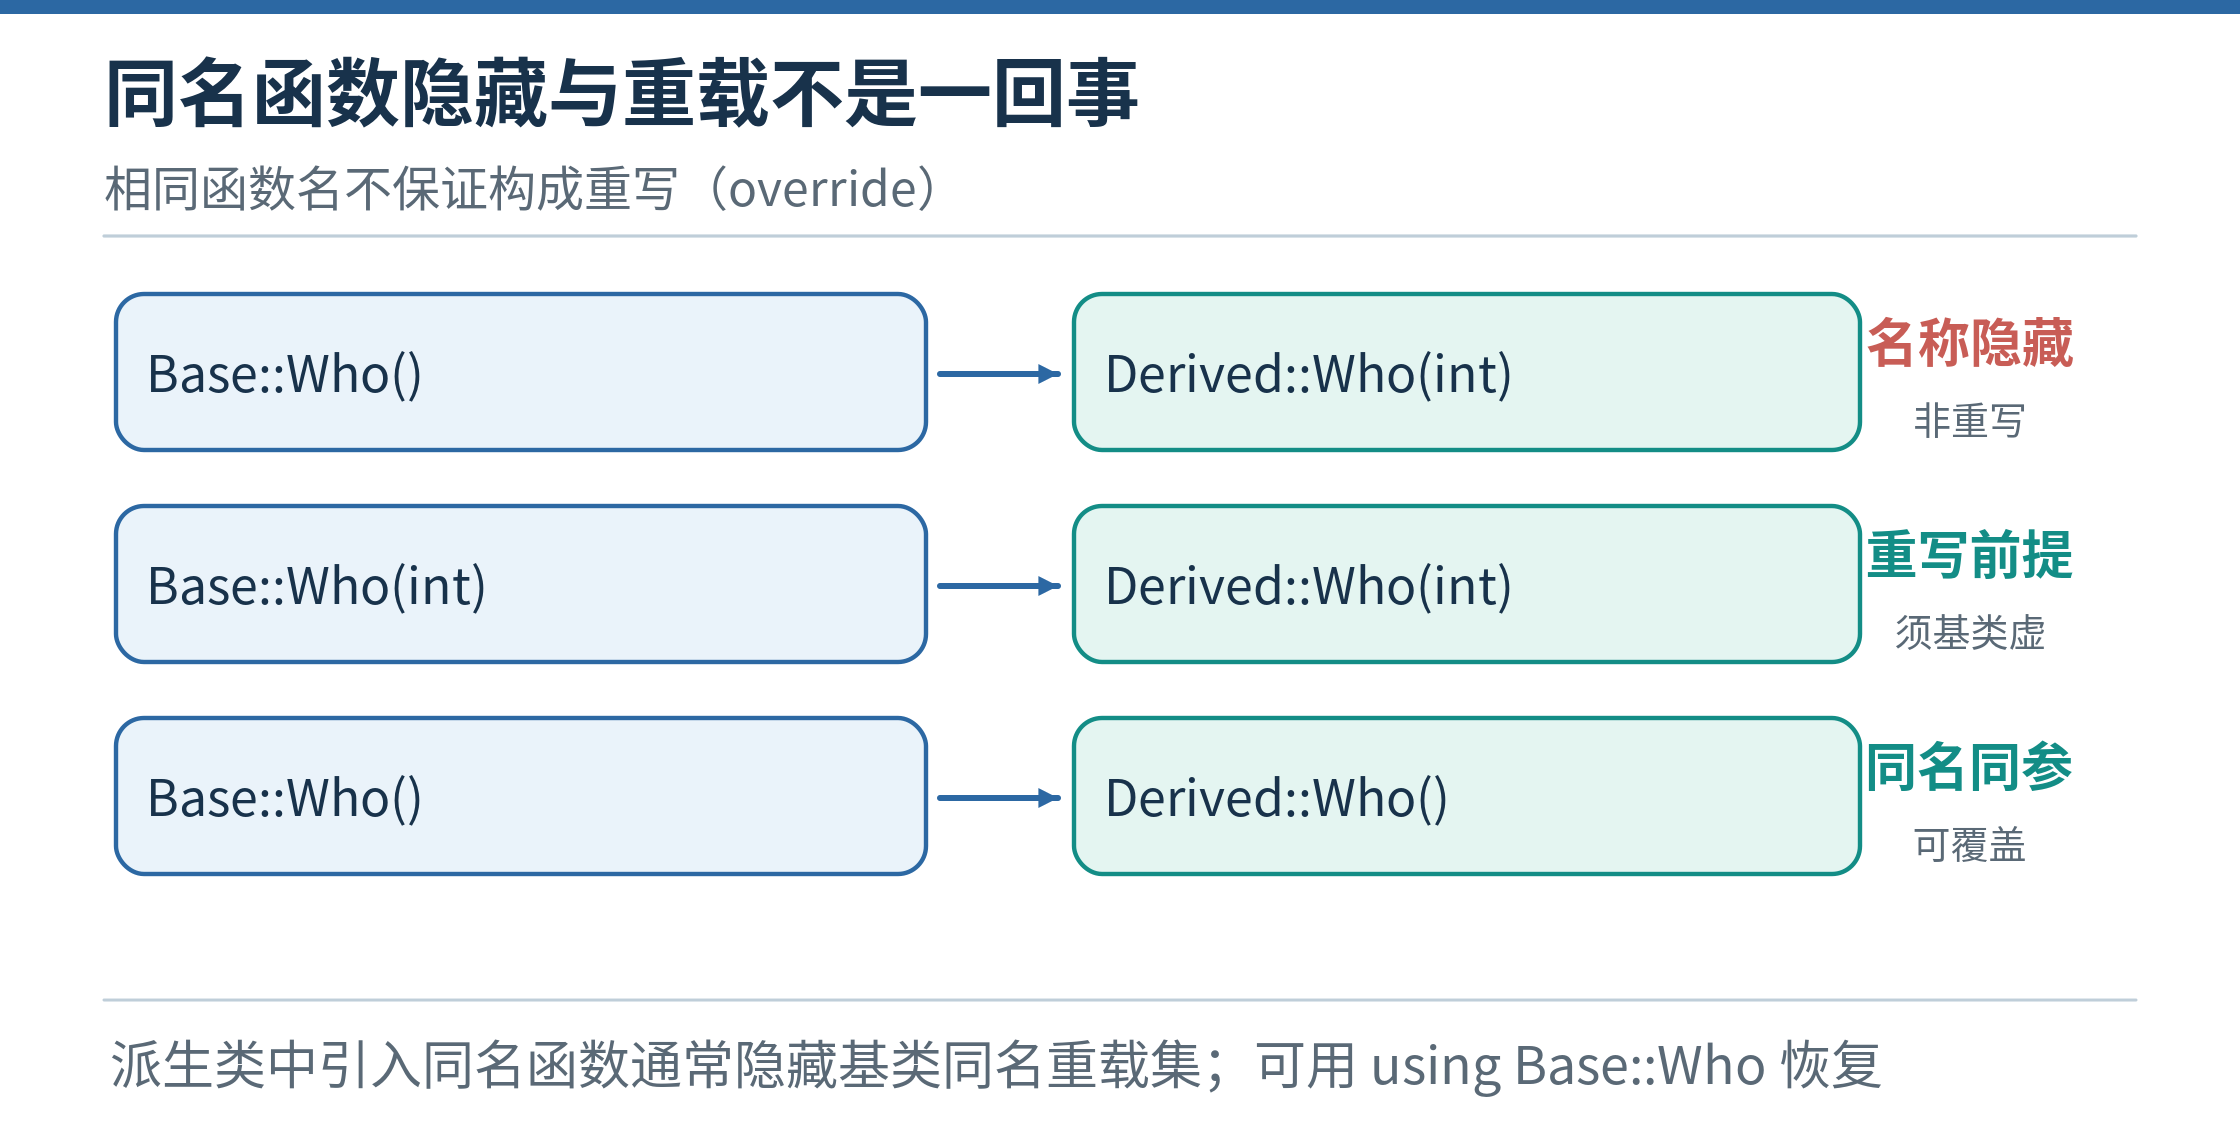 同名函数隐藏与重载不是一回事
相同函数名不保证构成重写（override）
Base::Who()
Derived::Who(int)
名称隐藏
非重写
Base::Who(int)
Derived::Who(int)
重写前提
须基类虚
Base::Who()
Derived::Who()
同名同参
可覆盖
派生类中引入同名函数通常隐藏基类同名重载集；可用 using Base::Who 恢复